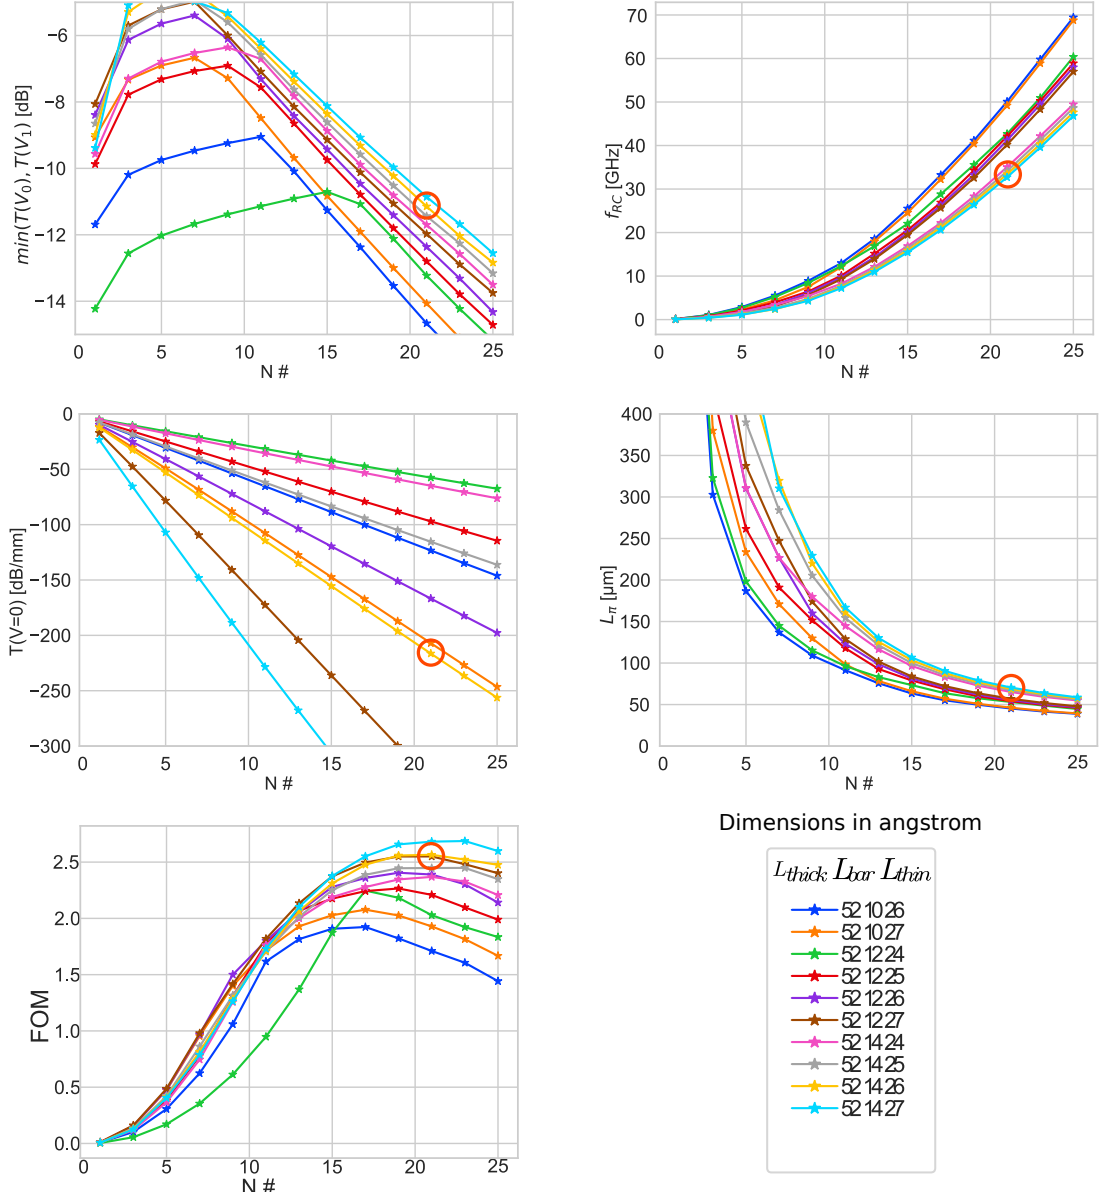 min(T(V₀), T(V₁) [dB]
−6
−8
−10
−12
−14
0 5 10 15 20 25
N #
f_RC [GHz]
70
60
50
40
30
20
10
0
0 5 10 15 20 25
N #
T(V=0) [dB/mm]
0
−50
−100
−150
−200
−250
−300
0 5 10 15 20 25
N #
L_π [μm]
400
350
300
250
200
150
100
50
0
0 5 10 15 20 25
N #
FOM
2.5
2.0
1.5
1.0
0.5
0.0
0 5 10 15 20 25
N #
Dimensions in angstrom
L_thick L_bar L_thin
52 10 26
52 10 27
52 12 24
52 12 25
52 12 26
52 12 27
52 14 24
52 14 25
52 14 26
52 14 27